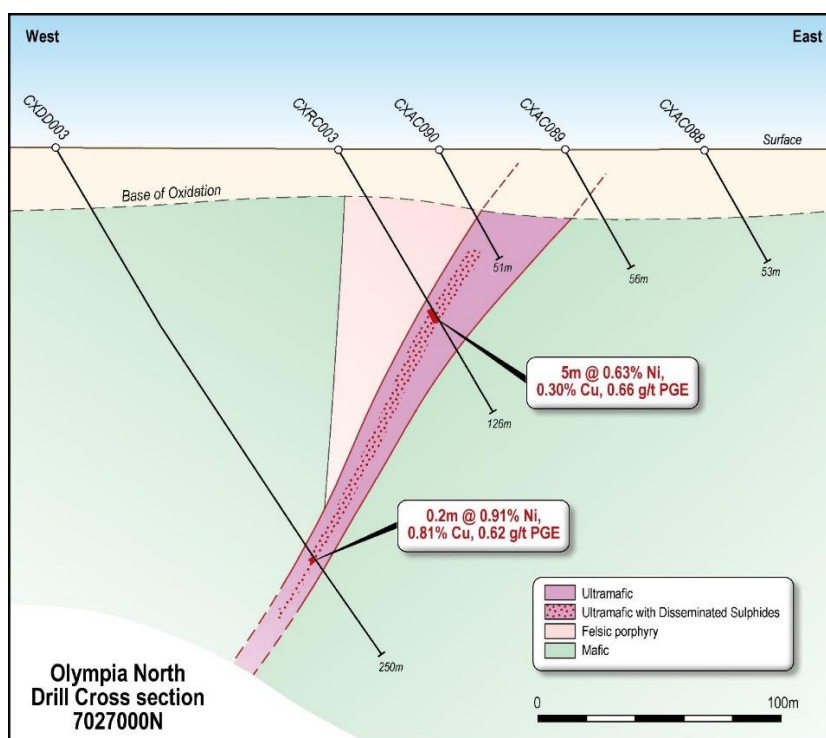 West
East
CXDD003
CXRC003
CXAC090
CXAC089
CXAC088
Surface
Base of Oxidation
51m
56m
53m
5m @ 0.63% Ni,
0.30% Cu, 0.66 g/t PGE
126m
0.2m @ 0.91% Ni,
0.81% Cu, 0.62 g/t PGE
Ultramafic
Ultramafic with Disseminated Sulphides
Felsic porphyry
Mafic
250m
Olympia North
Drill Cross section
7027000N
0
100m